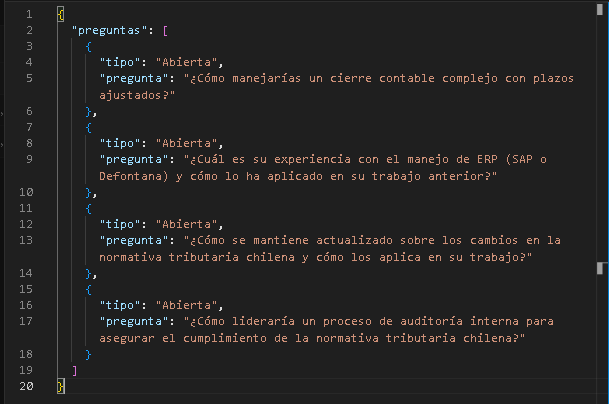 1 {
2 "preguntas": [
3 {
4 "tipo": "Abierta",
5 "pregunta": "¿Cómo manejarías un cierre contable complejo con plazos
ajustados?"
6 },
7 {
8 "tipo": "Abierta",
9 "pregunta": "¿Cuál es su experiencia con el manejo de ERP (SAP o
Defontana) y cómo lo ha aplicado en su trabajo anterior?"
10 },
11 {
12 "tipo": "Abierta",
13 "pregunta": "¿Cómo se mantiene actualizado sobre los cambios en la
normativa tributaria chilena y cómo los aplica en su trabajo?"
14 },
15 {
16 "tipo": "Abierta",
17 "pregunta": "¿Cómo lideraría un proceso de auditoría interna para
asegurar el cumplimiento de la normativa tributaria chilena?"
18 }
19 ]
20 }